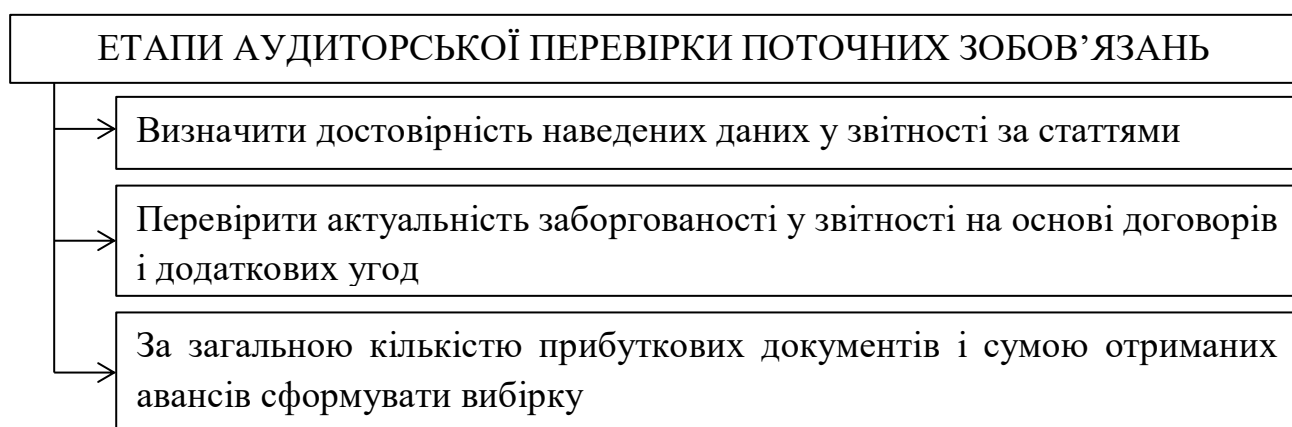 ЕТАПИ АУДИТОРСЬКОЇ ПЕРЕВІРКИ ПОТОЧНИХ ЗОБОВ’ЯЗАНЬ
Визначити достовірність наведених даних у звітності за статтями
Перевірити актуальність заборгованості у звітності на основі договорів
і додаткових угод
За загальною кількістю прибуткових документів і сумою отриманих
авансів сформувати вибірку